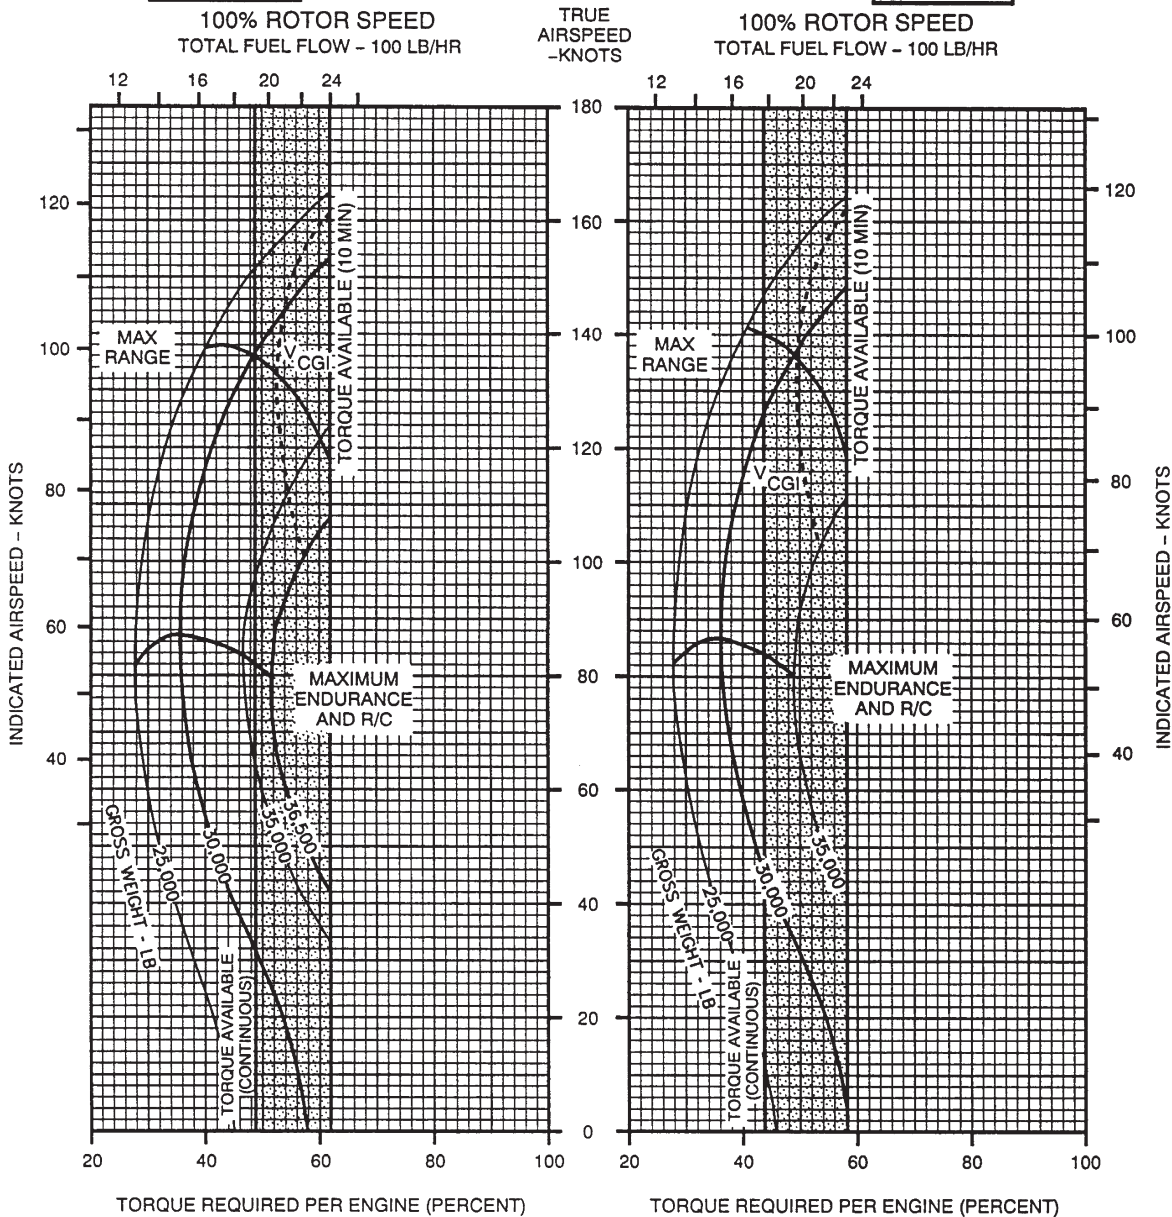 100% ROTOR SPEED
TOTAL FUEL FLOW – 100 LB/HR
12 16 20 24
TRUE
AIRSPEED
–KNOTS
100% ROTOR SPEED
TOTAL FUEL FLOW – 100 LB/HR
12 16 20 24
INDICATED AIRSPEED – KNOTS
120
100
80
60
40
MAX
RANGE
VCGI
TORQUE AVAILABLE (10 MIN)
MAXIMUM
ENDURANCE
AND R/C
GROSS WEIGHT - LB
25,000
30,000
35,000
36,500
TORQUE AVAILABLE
(CONTINUOUS)
20 40 60 80 100
TORQUE REQUIRED PER ENGINE (PERCENT)
180
160
140
120
100
80
60
40
20
0
MAX
RANGE
VCGI
TORQUE AVAILABLE (10 MIN)
MAXIMUM
ENDURANCE
AND R/C
GROSS WEIGHT - LB
25,000
30,000
35,000
TORQUE AVAILABLE
(CONTINUOUS)
20 40 60 80 100
TORQUE REQUIRED PER ENGINE (PERCENT)
120
100
80
60
40
INDICATED AIRSPEED – KNOTS